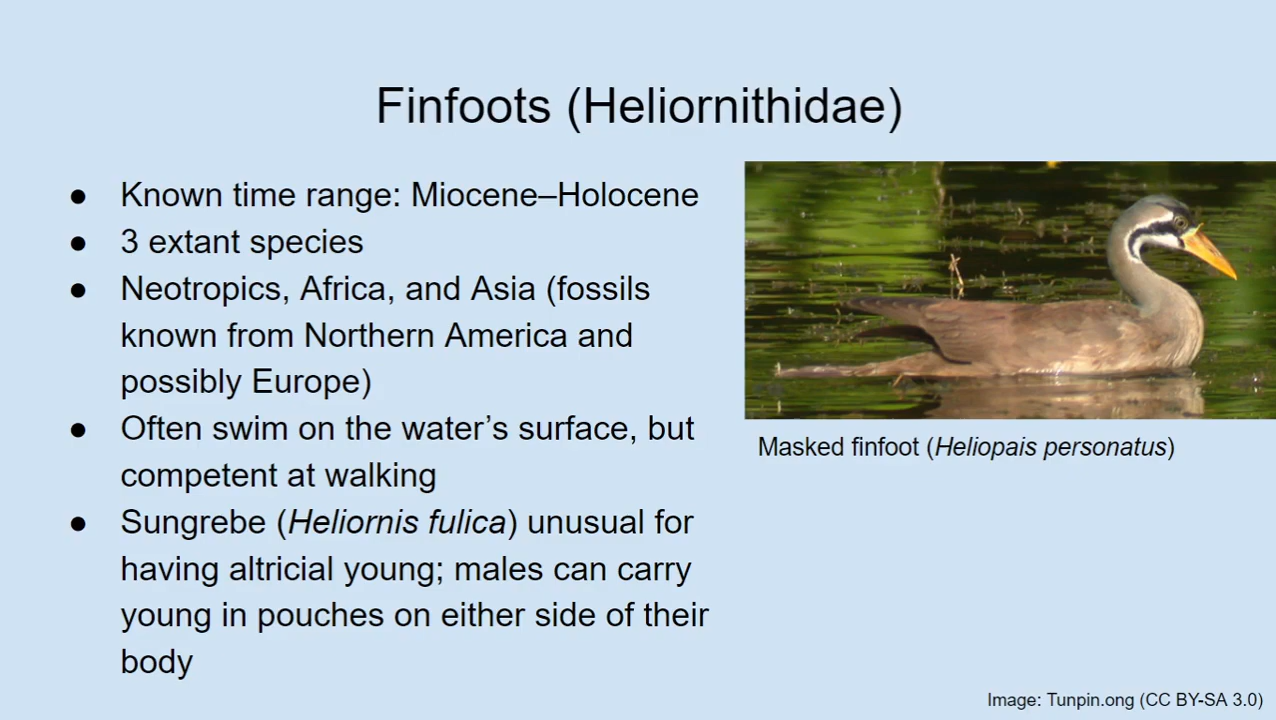 Finfoots (Heliornithidae)
● Known time range: Miocene–Holocene
● 3 extant species
● Neotropics, Africa, and Asia (fossils
known from Northern America and
possibly Europe)
● Often swim on the water’s surface, but
competent at walking
● Sungrebe (Heliornis fulica) unusual for
having altricial young; males can carry
young in pouches on either side of their
body
Masked finfoot (Heliopais personatus)
Image: Tunpin.ong (CC BY-SA 3.0)